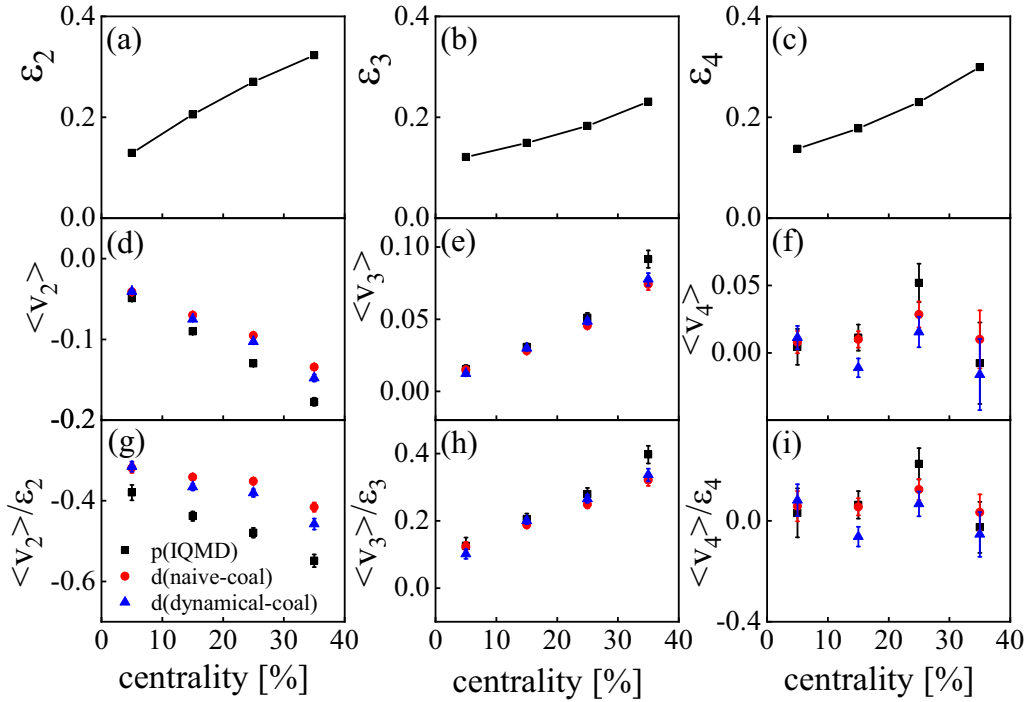 (a)
ε2
0.4
0.2
0.0
(b)
ε3
0.4
0.2
0.0
(c)
ε4
0.4
0.2
0.0
(d)
<v2>
0.0
-0.1
-0.2
(e)
<v3>
0.10
0.05
0.00
(f)
<v4>
0.05
0.00
(g)
<v2>/ε2
-0.4
-0.6
p(IQMD)
d(naive-coal)
d(dynamical-coal)
0 10 20 30 40
centrality [%]
(h)
<v3>/ε3
0.4
0.2
0.0
0 10 20 30 40
centrality [%]
(i)
<v4>/ε4
0.0
-0.4
0 10 20 30 40
centrality [%]